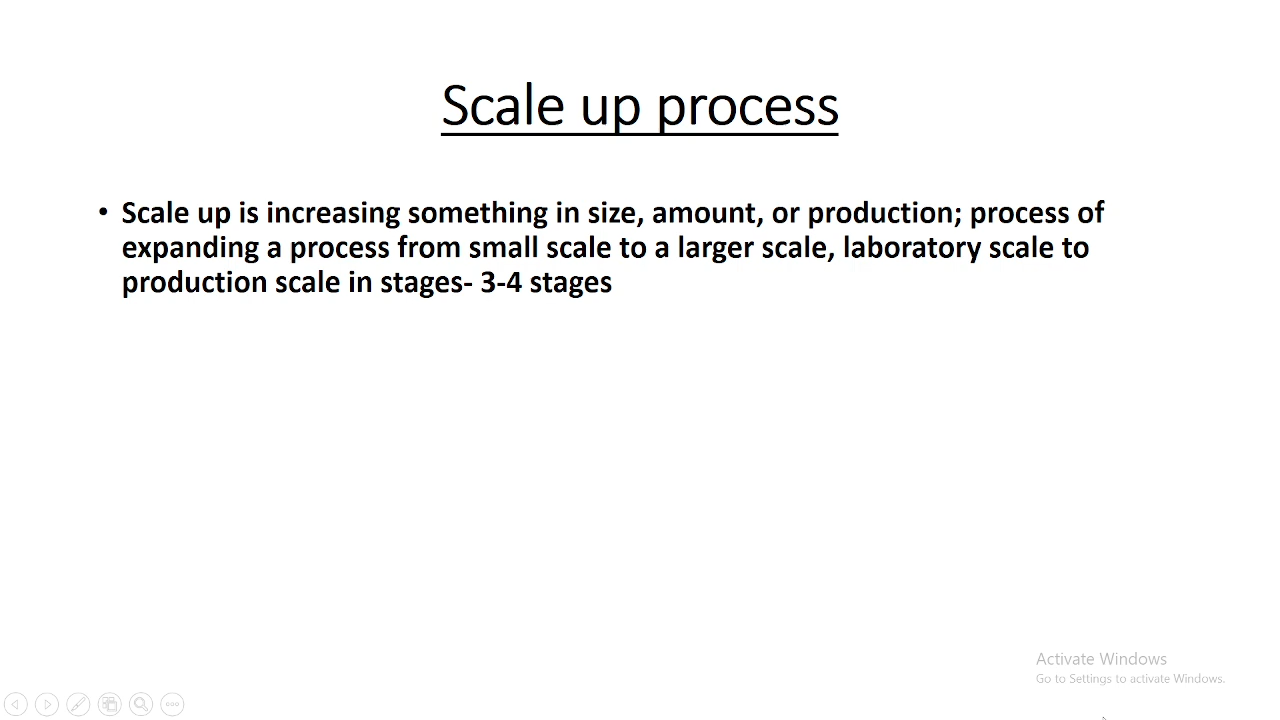 Scale up process
• Scale up is increasing something in size, amount, or production; process of
expanding a process from small scale to a larger scale, laboratory scale to
production scale in stages- 3-4 stages
Activate Windows
Go to Settings to activate Windows.